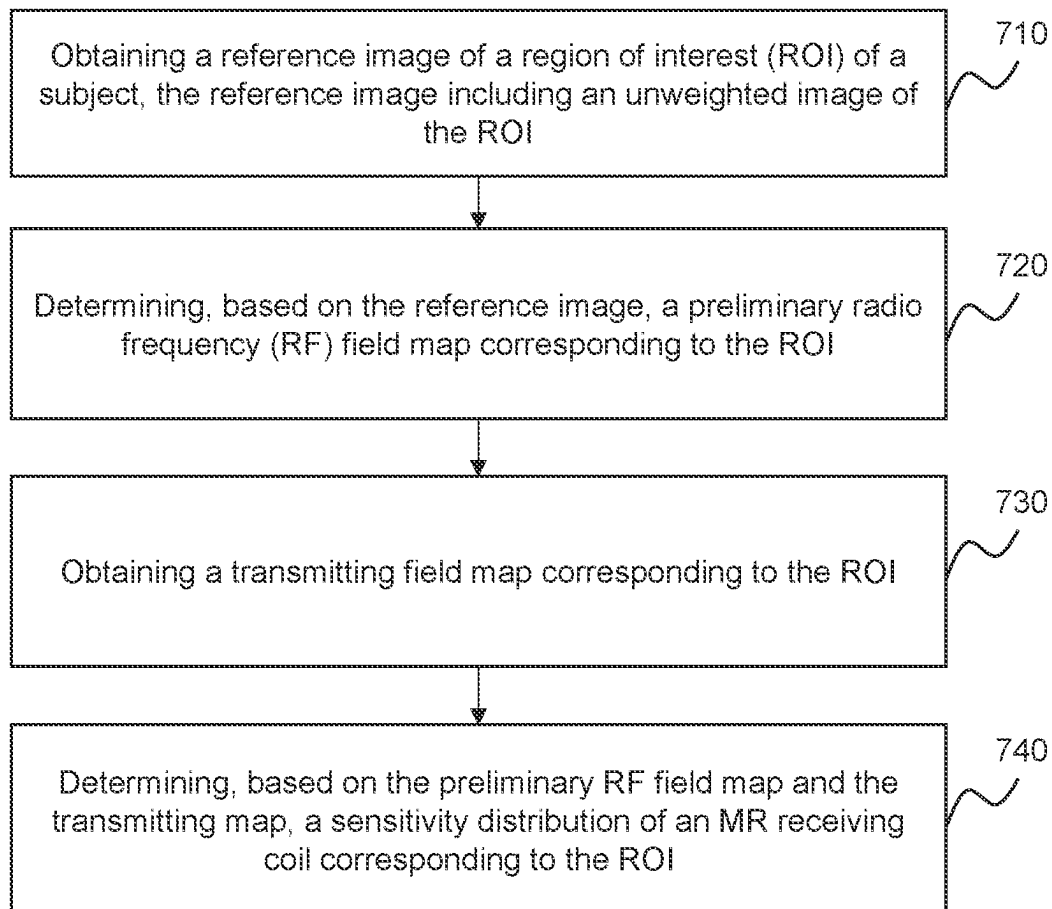 710
Obtaining a reference image of a region of interest (ROI) of a
subject, the reference image including an unweighted image of
the ROI
720
Determining, based on the reference image, a preliminary radio
frequency (RF) field map corresponding to the ROI
730
Obtaining a transmitting field map corresponding to the ROI
740
Determining, based on the preliminary RF field map and the
transmitting map, a sensitivity distribution of an MR receiving
coil corresponding to the ROI